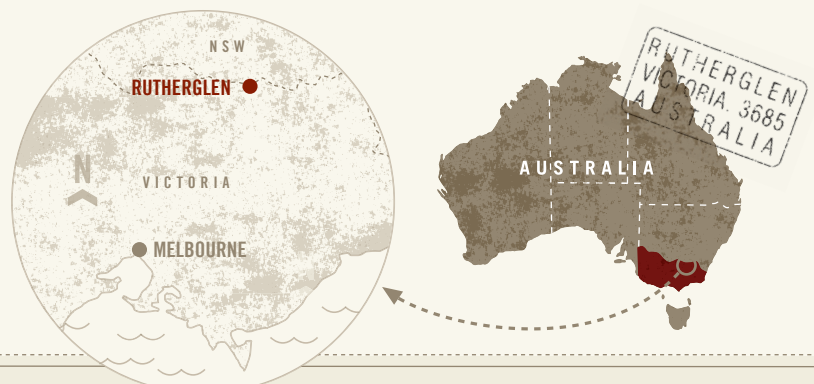 NSW
RUTHERGLEN
N
VICTORIA
MELBOURNE
AUSTRALIA
RUTHERGLEN
VICTORIA. 3685
AUSTRALIA